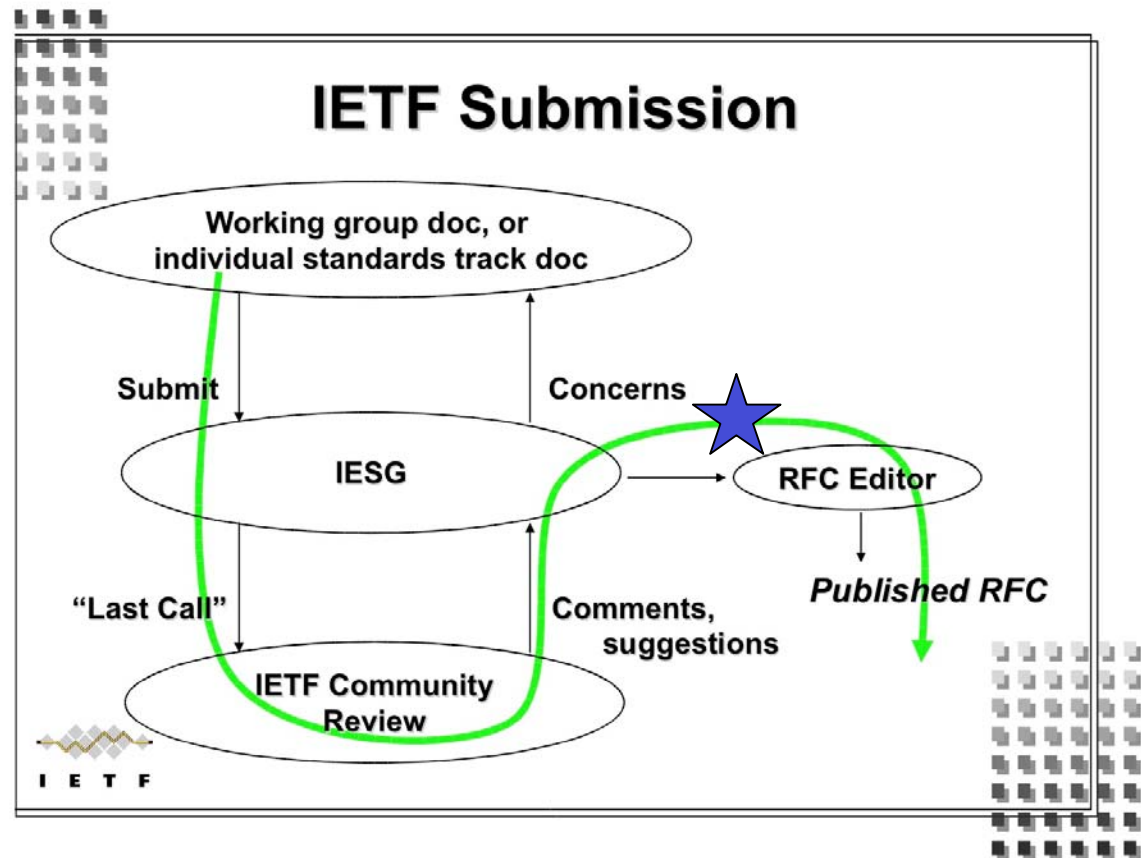 IETF Submission
Working group doc, or
individual standards track doc
Submit
Concerns
IESG
RFC Editor
“Last Call”
Comments,
suggestions
Published RFC
IETF Community
Review
I E T F